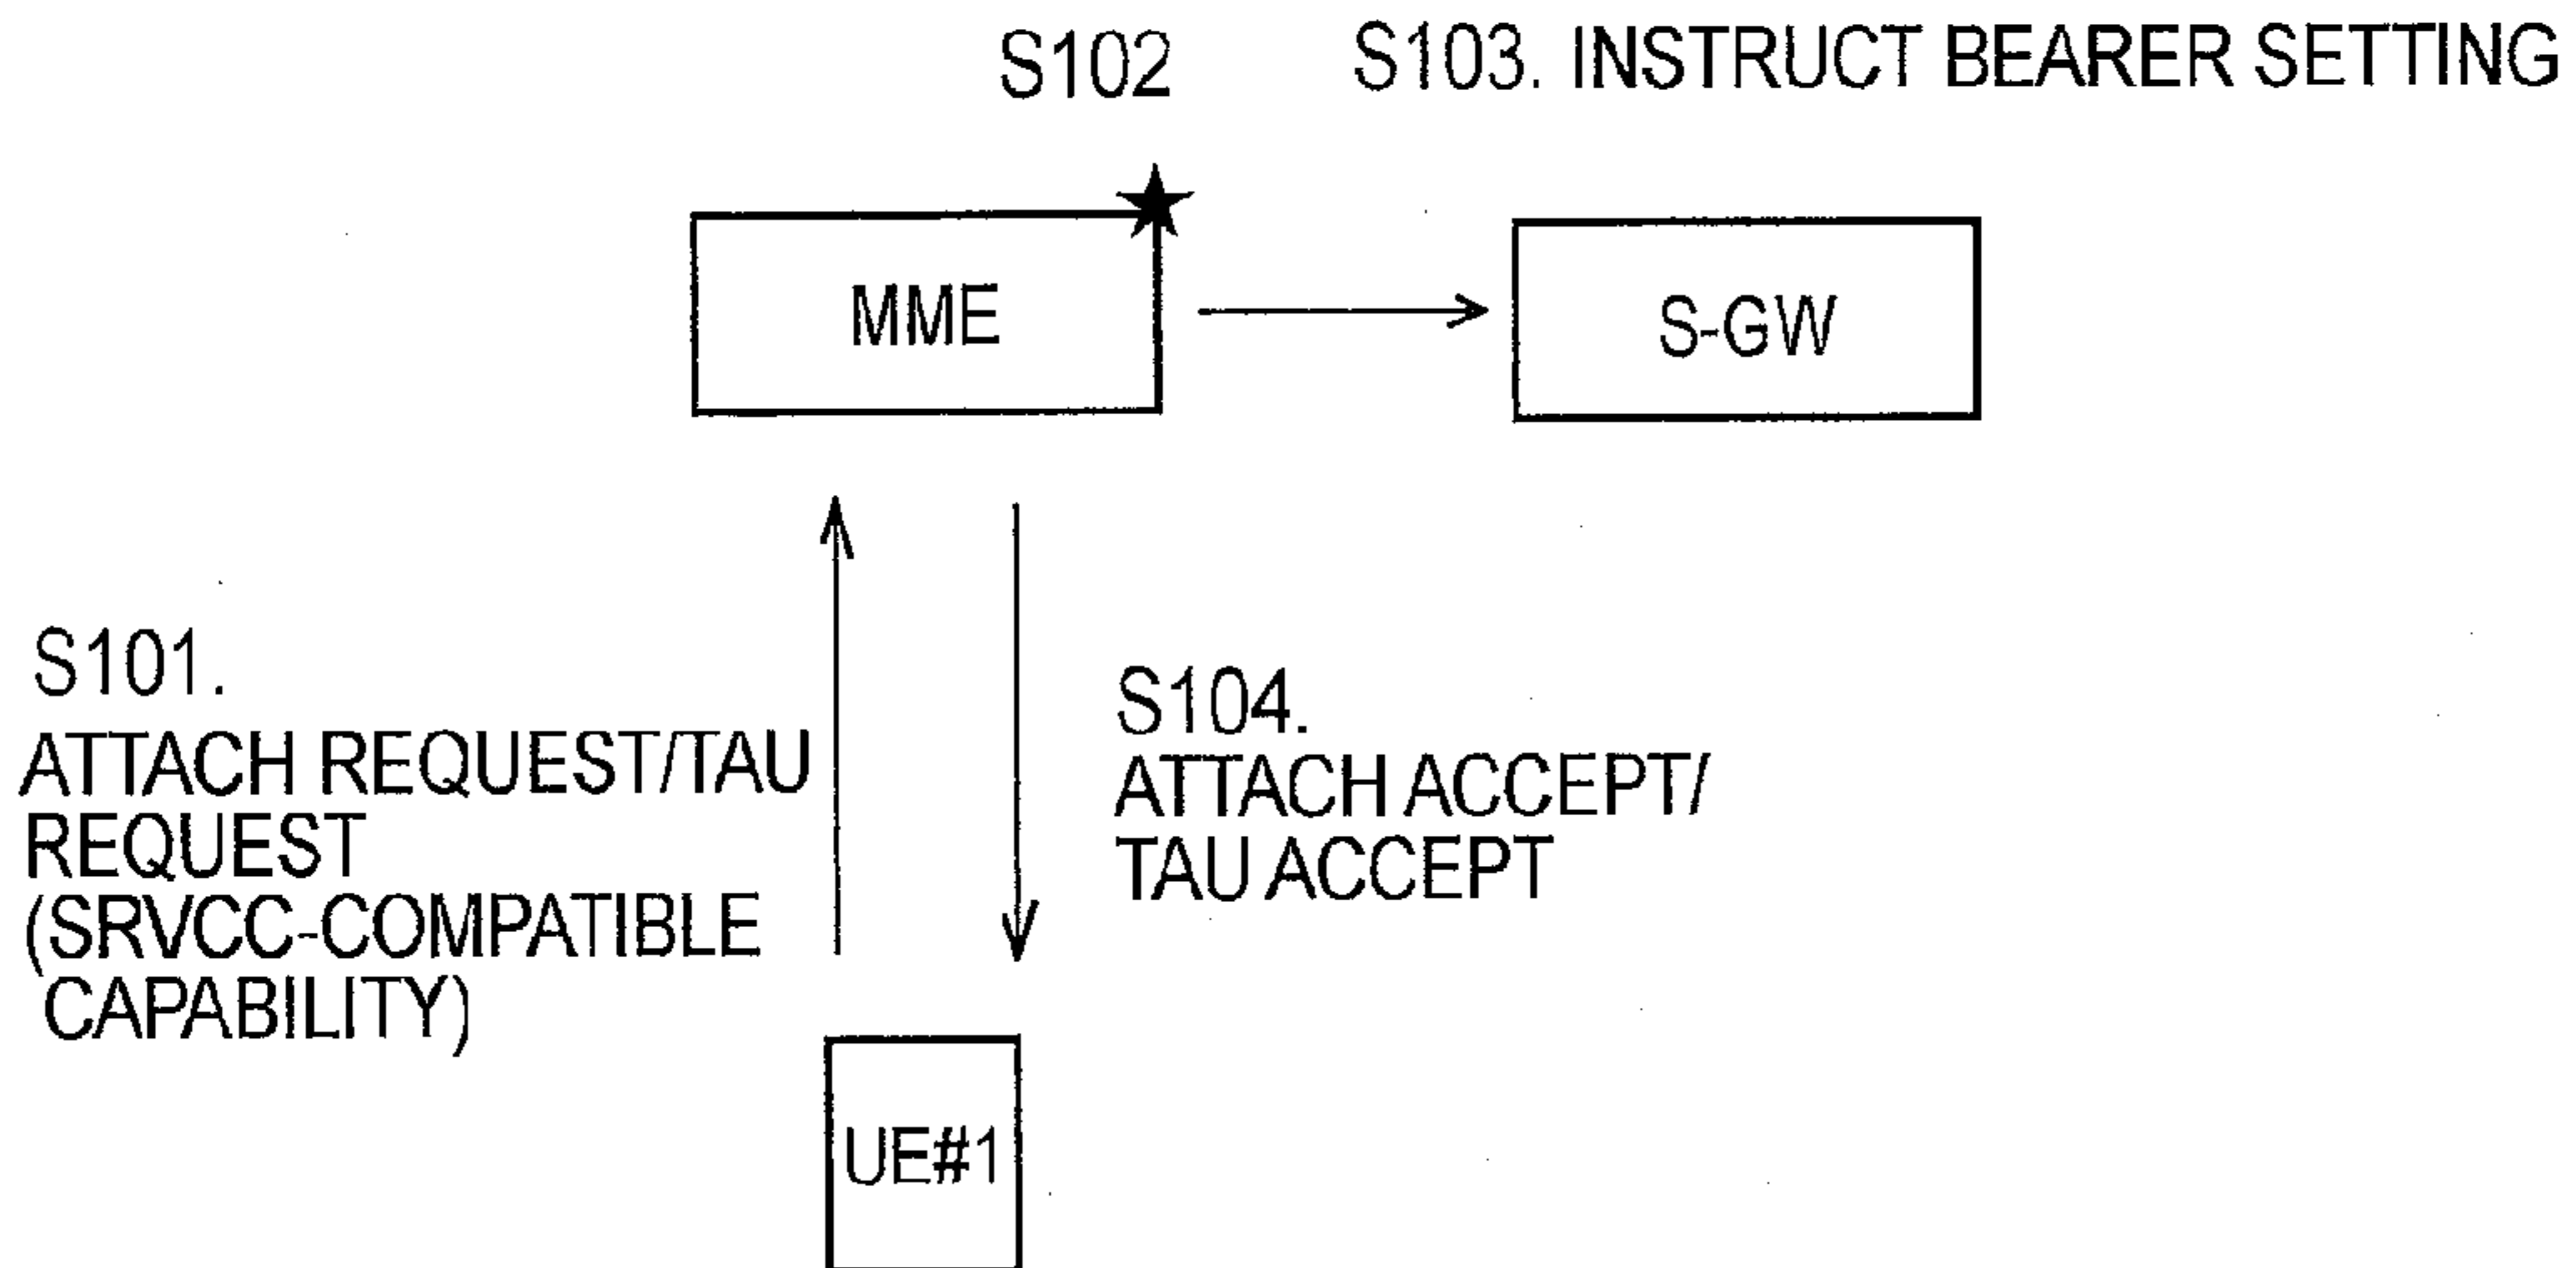 S102
S103. INSTRUCT BEARER SETTING
MME
S-GW
S101.
ATTACH REQUEST/TAU
REQUEST
(SRVCC-COMPATIBLE
CAPABILITY)
S104.
ATTACH ACCEPT/
TAU ACCEPT
UE#1